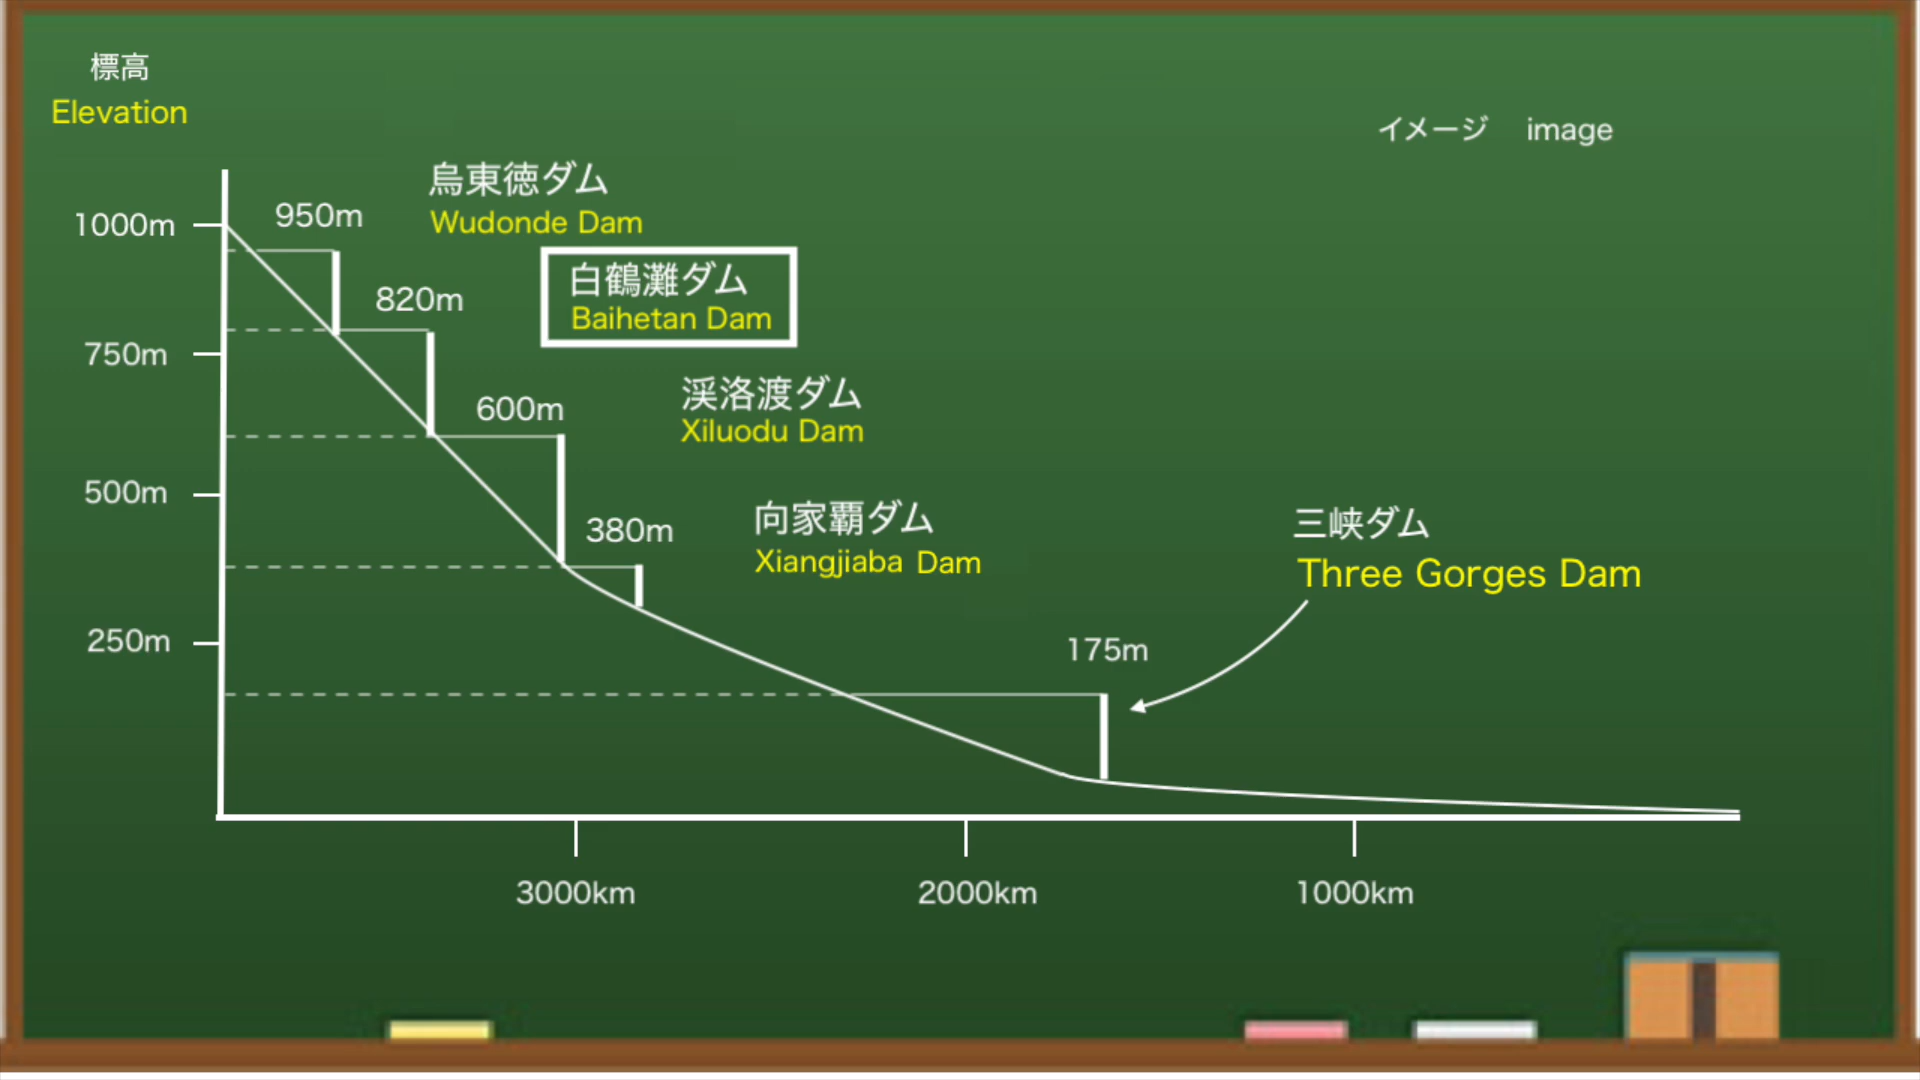 標高
Elevation
イメージ image
1000m
750m
500m
250m
950m
烏東徳ダム
Wudonde Dam
820m
白鶴灘ダム
Baihetan Dam
600m
渓洛渡ダム
Xiluodu Dam
380m
向家覇ダム
Xiangjiaba Dam
三峡ダム
Three Gorges Dam
175m
3000km
2000km
1000km